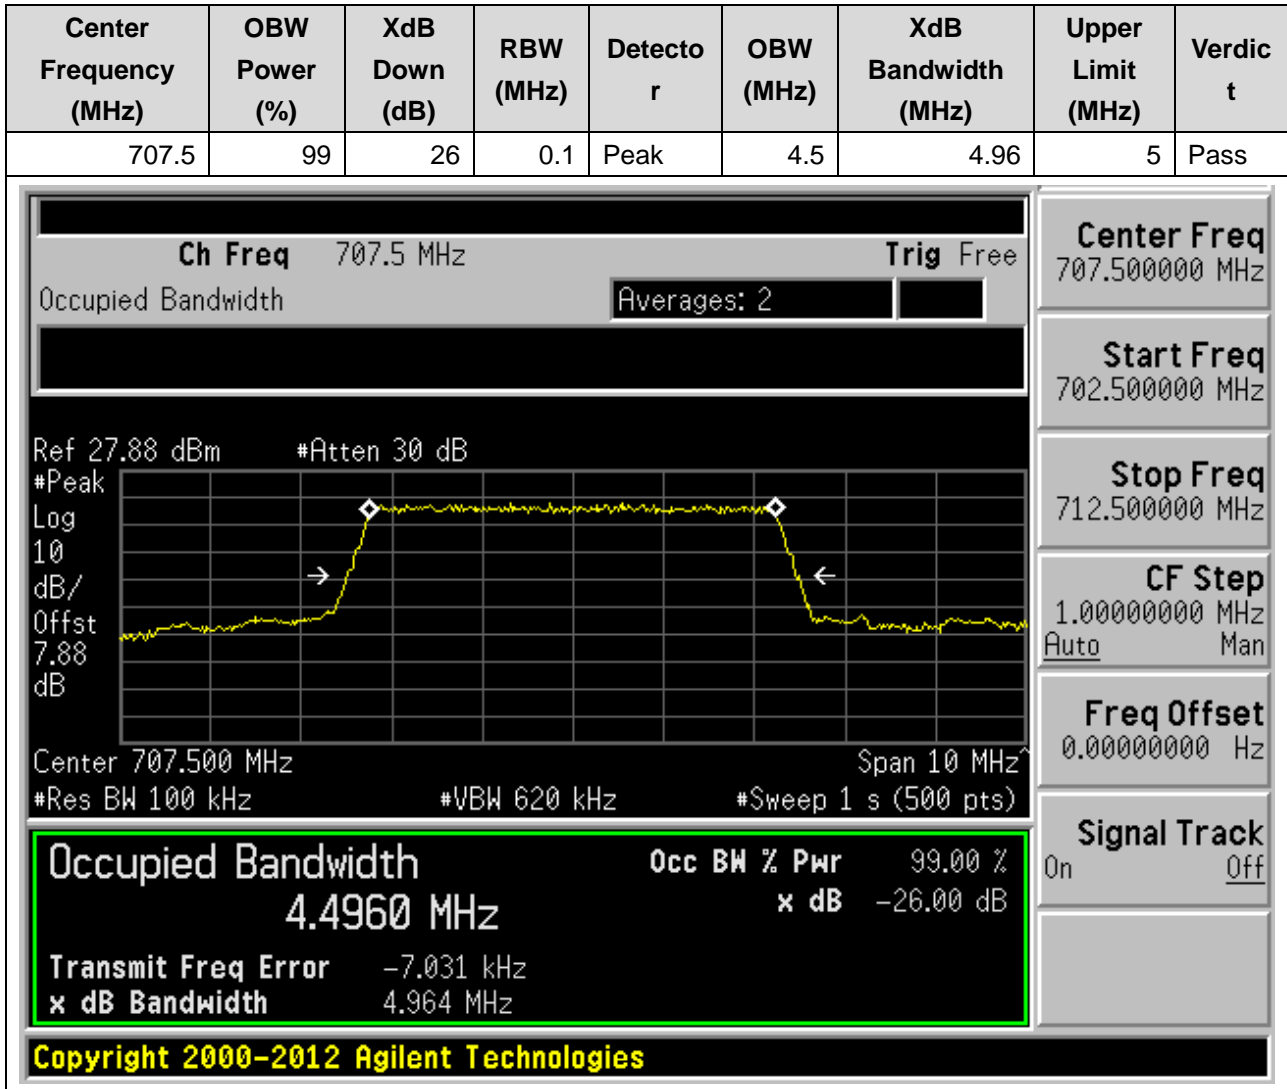 Center Frequency (MHz) OBW Power (%) XdB Down (dB) RBW (MHz) Detecto r OBW (MHz) XdB Bandwidth (MHz) Upper Limit (MHz) Verdic t
707.5 99 26 0.1 Peak 4.5 4.96 5 Pass
Ch Freq 707.5 MHz Trig Free
Occupied Bandwidth Averages: 2
Ref 27.88 dBm #Atten 30 dB
#Peak
Log
10
dB/
Offst
7.88
dB
Center 707.500 MHz Span 10 MHz^
#Res BW 100 kHz #VBW 620 kHz #Sweep 1 s (500 pts)
Occupied Bandwidth Occ BW % Pwr 99.00 %
4.4960 MHz x dB -26.00 dB
Transmit Freq Error -7.031 kHz
x dB Bandwidth 4.964 MHz
Copyright 2000-2012 Agilent Technologies
Center Freq
707.500000 MHz
Start Freq
702.500000 MHz
Stop Freq
712.500000 MHz
CF Step
1.00000000 MHz
Auto Man
Freq Offset
0.00000000 Hz
Signal Track
On Off